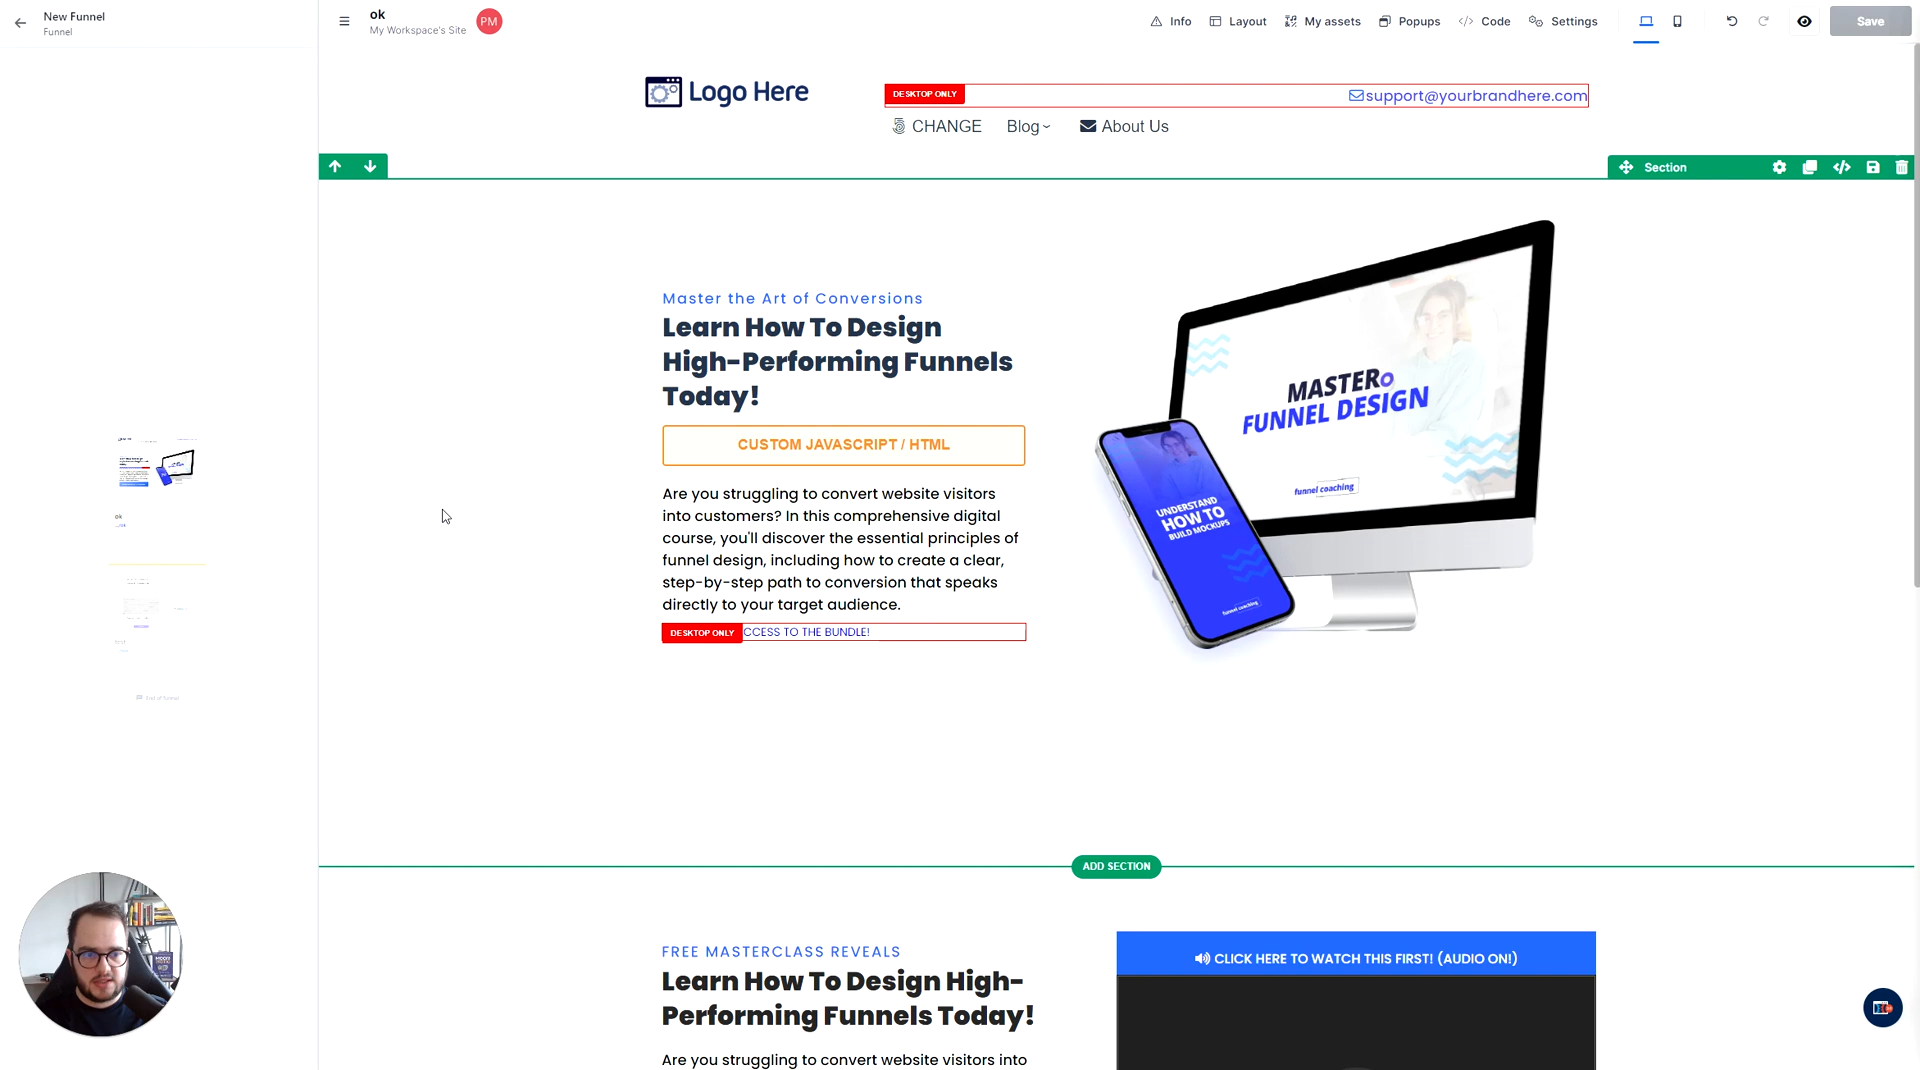 New Funnel
Funnel
ok
My Workspace's Site
PM
Info
Layout
My assets
Popups
Code
Settings
Save
Logo Here
DESKTOP ONLY
support@yourbrandhere.com
CHANGE
Blog
About Us
Section
Master the Art of Conversions
Learn How To Design
High-Performing Funnels
Today!
CUSTOM JAVASCRIPT / HTML
Are you struggling to convert website visitors
into customers? In this comprehensive digital
course, you'll discover the essential principles of
funnel design, including how to create a clear,
step-by-step path to conversion that speaks
directly to your target audience.
DESKTOP ONLY
CCESS TO THE BUNDLE!
MASTER
FUNNEL DESIGN
funnel coaching
UNDERSTAND
HOW TO
BUILD MOCKUPS
funnel coaching
ok
End of funnel
ADD SECTION
FREE MASTERCLASS REVEALS
Learn How To Design High-
Performing Funnels Today!
Are you struggling to convert website visitors into
CLICK HERE TO WATCH THIS FIRST! (AUDIO ON!)